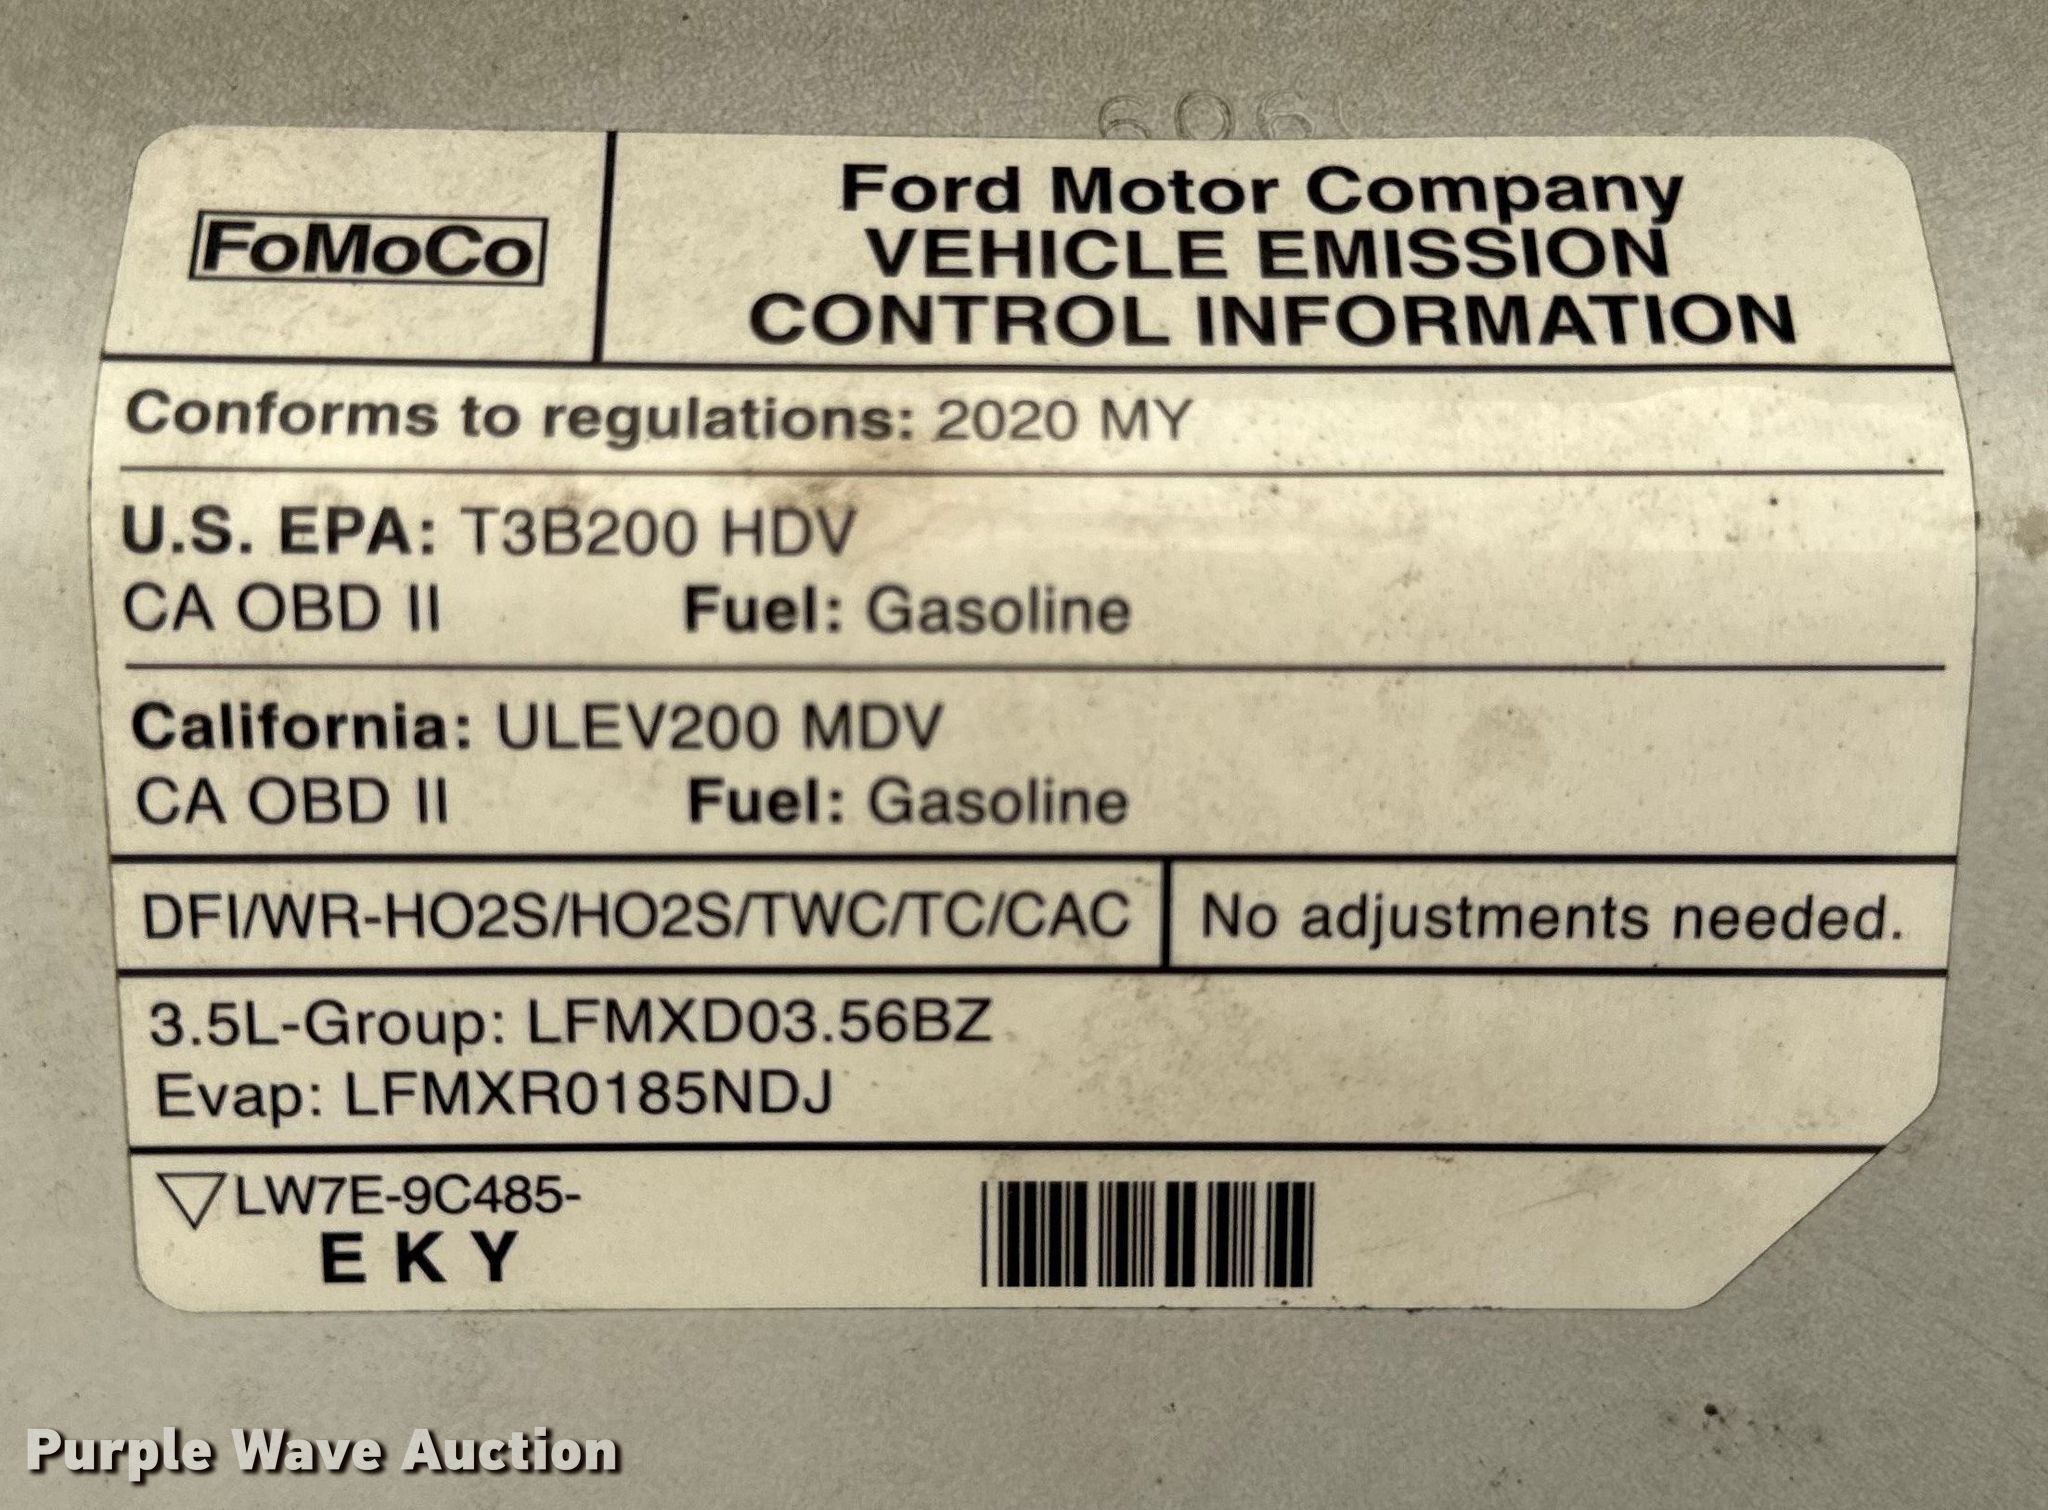 FoMoCo
Ford Motor Company
VEHICLE EMISSION
CONTROL INFORMATION
Conforms to regulations: 2020 MY
U.S. EPA: T3B200 HDV
CA OBD II Fuel: Gasoline
California: ULEV200 MDV
CA OBD II Fuel: Gasoline
DFI/WR-HO2S/HO2S/TWC/TC/CAC
No adjustments needed.
3.5L-Group: LFMXD03.56BZ
Evap: LFMXR0185NDJ
LW7E-9C485-
E K Y
Purple Wave Auction